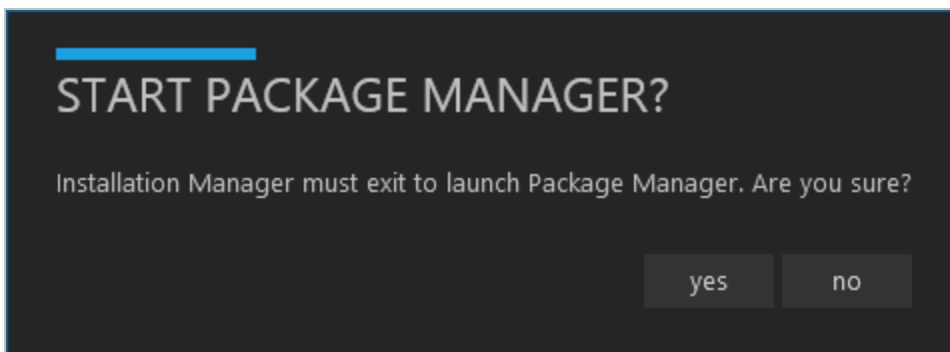 START PACKAGE MANAGER?
Installation Manager must exit to launch Package Manager. Are you sure?
yes no